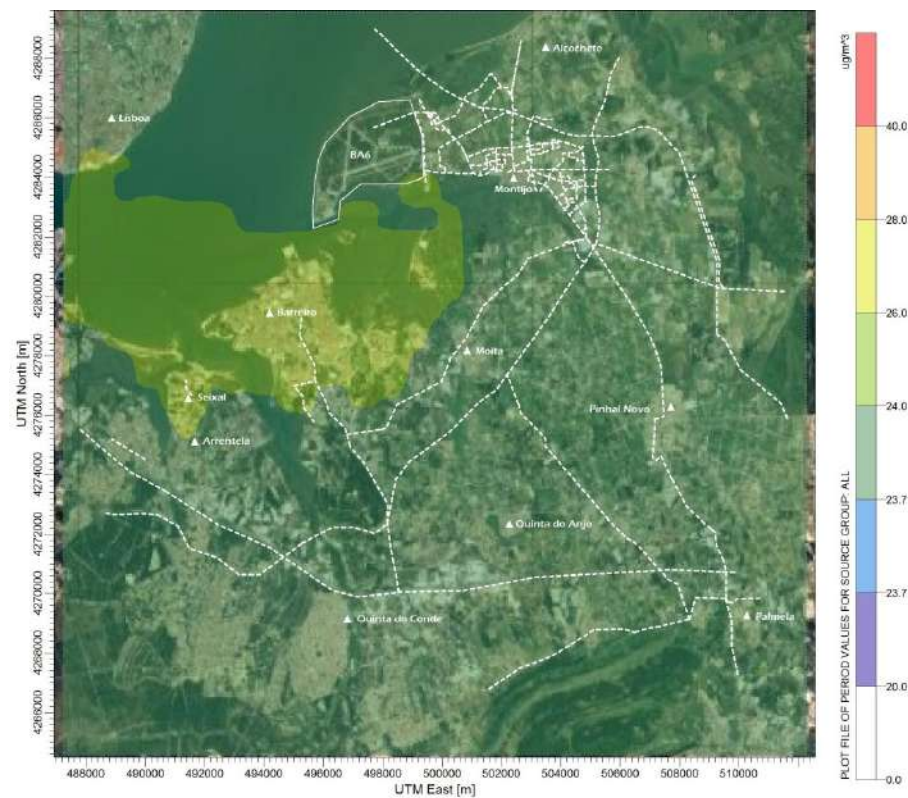 ug/m^3
40.0
28.0
26.0
24.0
23.7
23.7
20.0
0.0
PLOT FILE OF PERIOD VALUES FOR SOURCE GROUP: ALL
UTM North [m]
4288000
4286000
4284000
4282000
4280000
4278000
4276000
4274000
4272000
4270000
4268000
4266000
Alcochete
Lisboa
BA6
Montijo
Barreiro
Moita
Seixal
Pinhal Novo
Arrentela
Quinta do Anjo
Quinta do Conde
Palmela
488000 490000 492000 494000 496000 498000 500000 502000 504000 506000 508000 510000
UTM East [m]